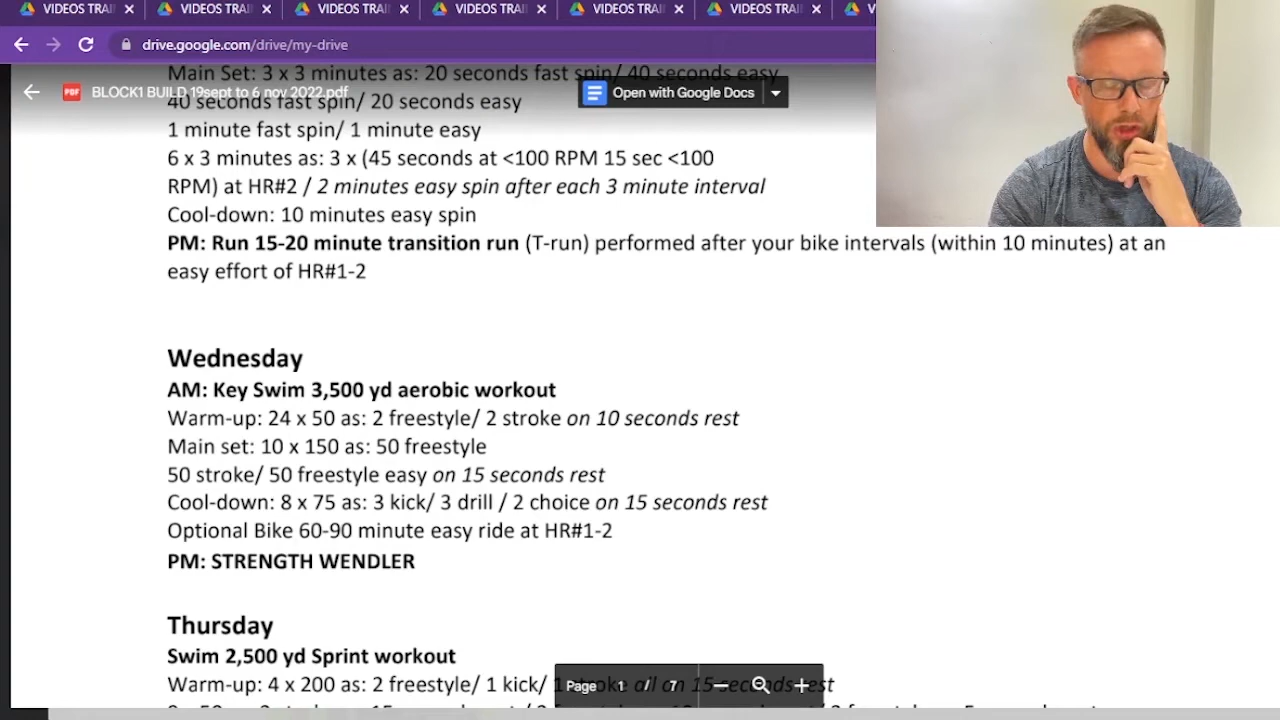 VIDEOS TRAI VIDEOS TRAI VIDEOS TRAI VIDEOS TRAI VIDEOS TRAI VIDEOS TRAI VIDEOS
drive.google.com/drive/my-drive
Main Set: 3 x 3 minutes as: 20 seconds fast spin/ 40 seconds easy
PDF BLOCK1 BUILD 19sept to 6 nov 2022.pdf
Open with Google Docs
40 seconds fast spin/ 20 seconds easy
1 minute fast spin/ 1 minute easy
6 x 3 minutes as: 3 x (45 seconds at <100 RPM 15 sec <100
RPM) at HR#2 / 2 minutes easy spin after each 3 minute interval
Cool-down: 10 minutes easy spin
PM: Run 15-20 minute transition run (T-run) performed after your bike intervals (within 10 minutes) at an
easy effort of HR#1-2
Wednesday
AM: Key Swim 3,500 yd aerobic workout
Warm-up: 24 x 50 as: 2 freestyle/ 2 stroke on 10 seconds rest
Main set: 10 x 150 as: 50 freestyle
50 stroke/ 50 freestyle easy on 15 seconds rest
Cool-down: 8 x 75 as: 3 kick/ 3 drill / 2 choice on 15 seconds rest
Optional Bike 60-90 minute easy ride at HR#1-2
PM: STRENGTH WENDLER
Thursday
Swim 2,500 yd Sprint workout
Warm-up: 4 x 200 as: 2 freestyle/ 1 kick/ 1 stroke all on 15 seconds rest
Page 1 / 7